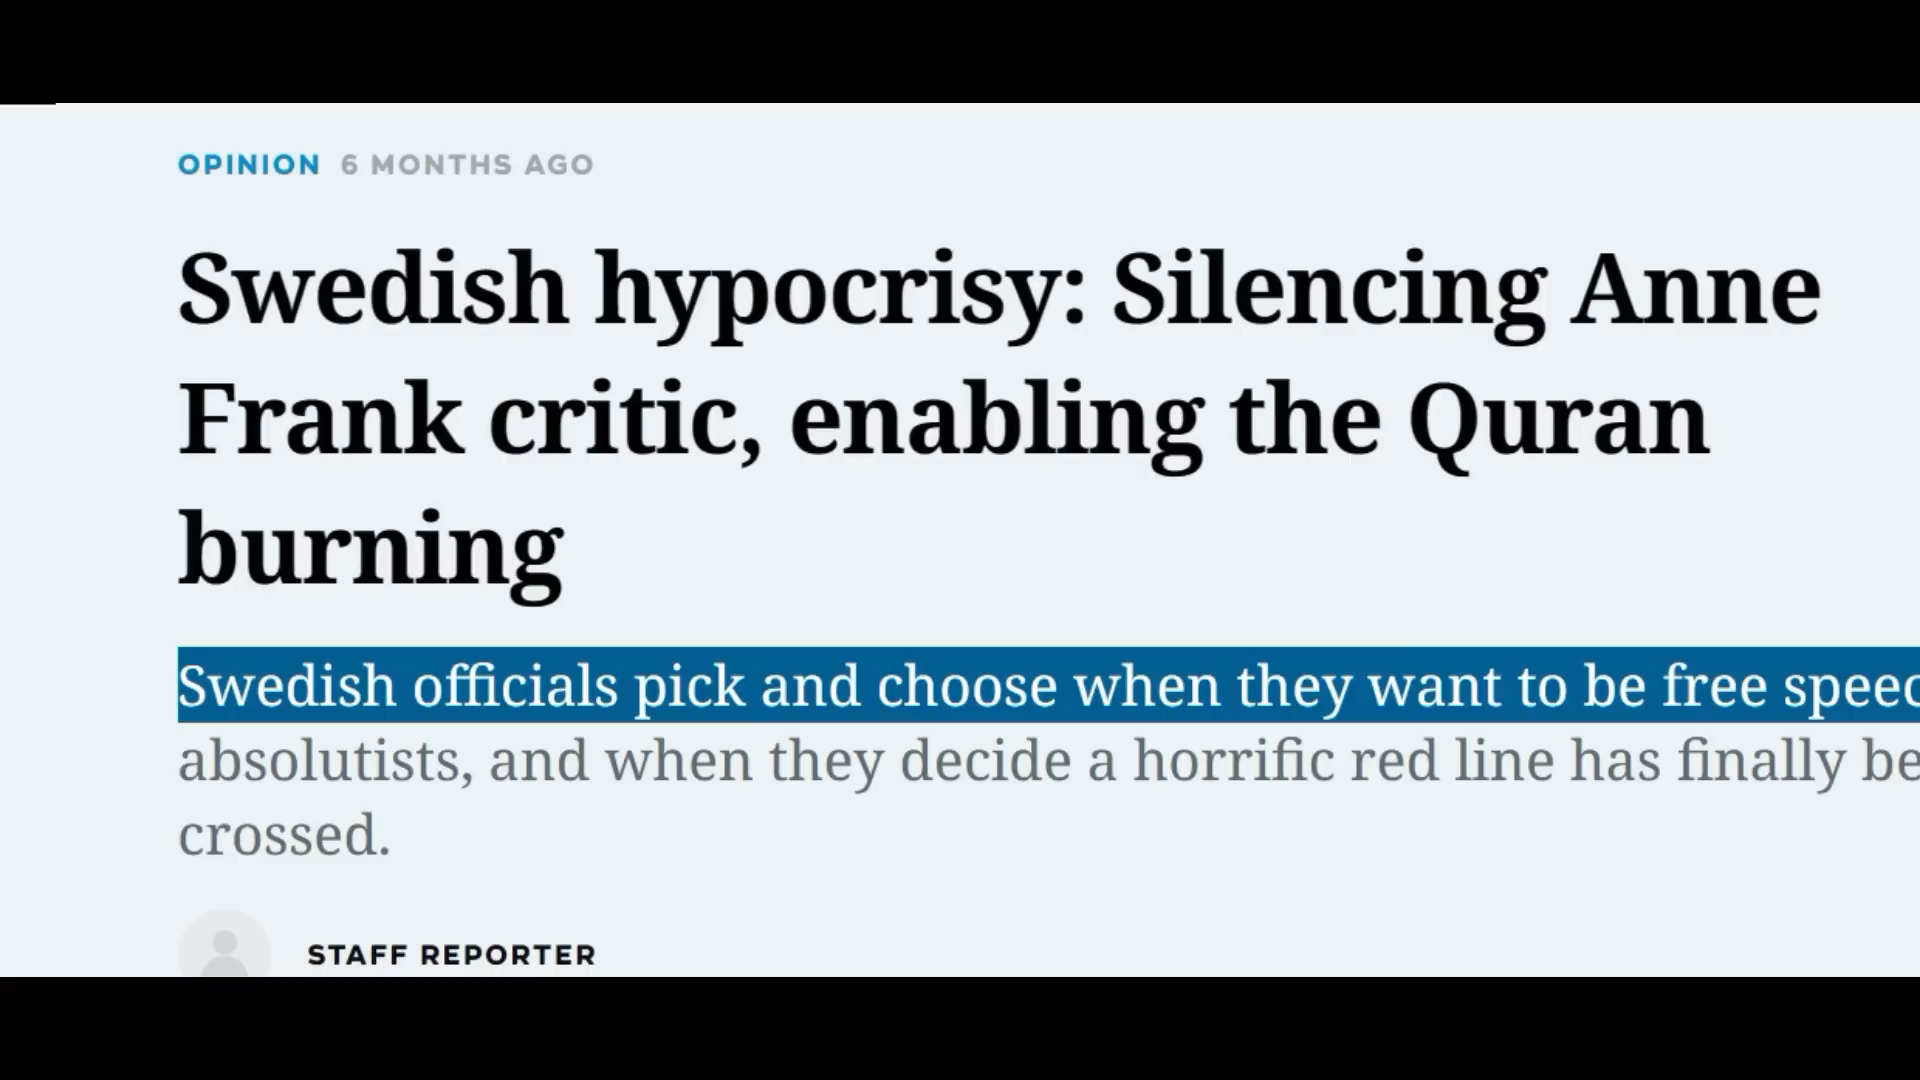 OPINION 6 MONTHS AGO
Swedish hypocrisy: Silencing Anne
Frank critic, enabling the Quran
burning
Swedish officials pick and choose when they want to be free speec
absolutists, and when they decide a horrific red line has finally be
crossed.
STAFF REPORTER